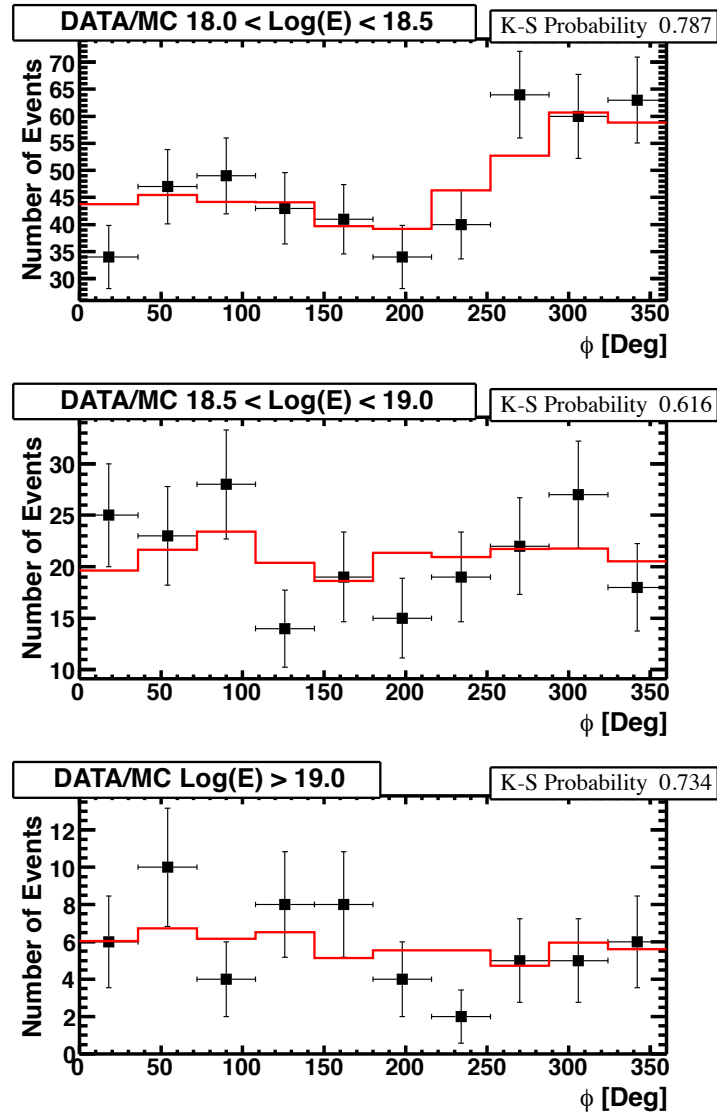 DATA/MC 18.0 < Log(E) < 18.5
K-S Probability 0.787
Number of Events
70
65
60
55
50
45
40
35
30
0 50 100 150 200 250 300 350
ϕ [Deg]
DATA/MC 18.5 < Log(E) < 19.0
K-S Probability 0.616
Number of Events
30
25
20
15
10
0 50 100 150 200 250 300 350
ϕ [Deg]
DATA/MC Log(E) > 19.0
K-S Probability 0.734
Number of Events
12
10
8
6
4
2
0
0 50 100 150 200 250 300 350
ϕ [Deg]